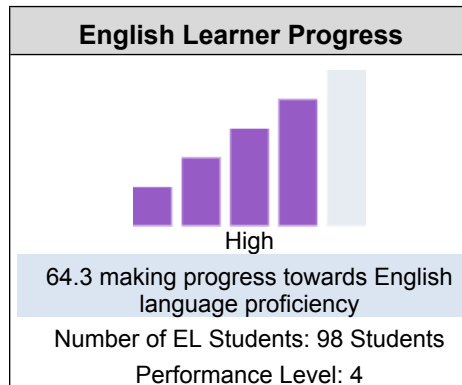 English Learner Progress
High
64.3 making progress towards English
language proficiency
Number of EL Students: 98 Students
Performance Level: 4